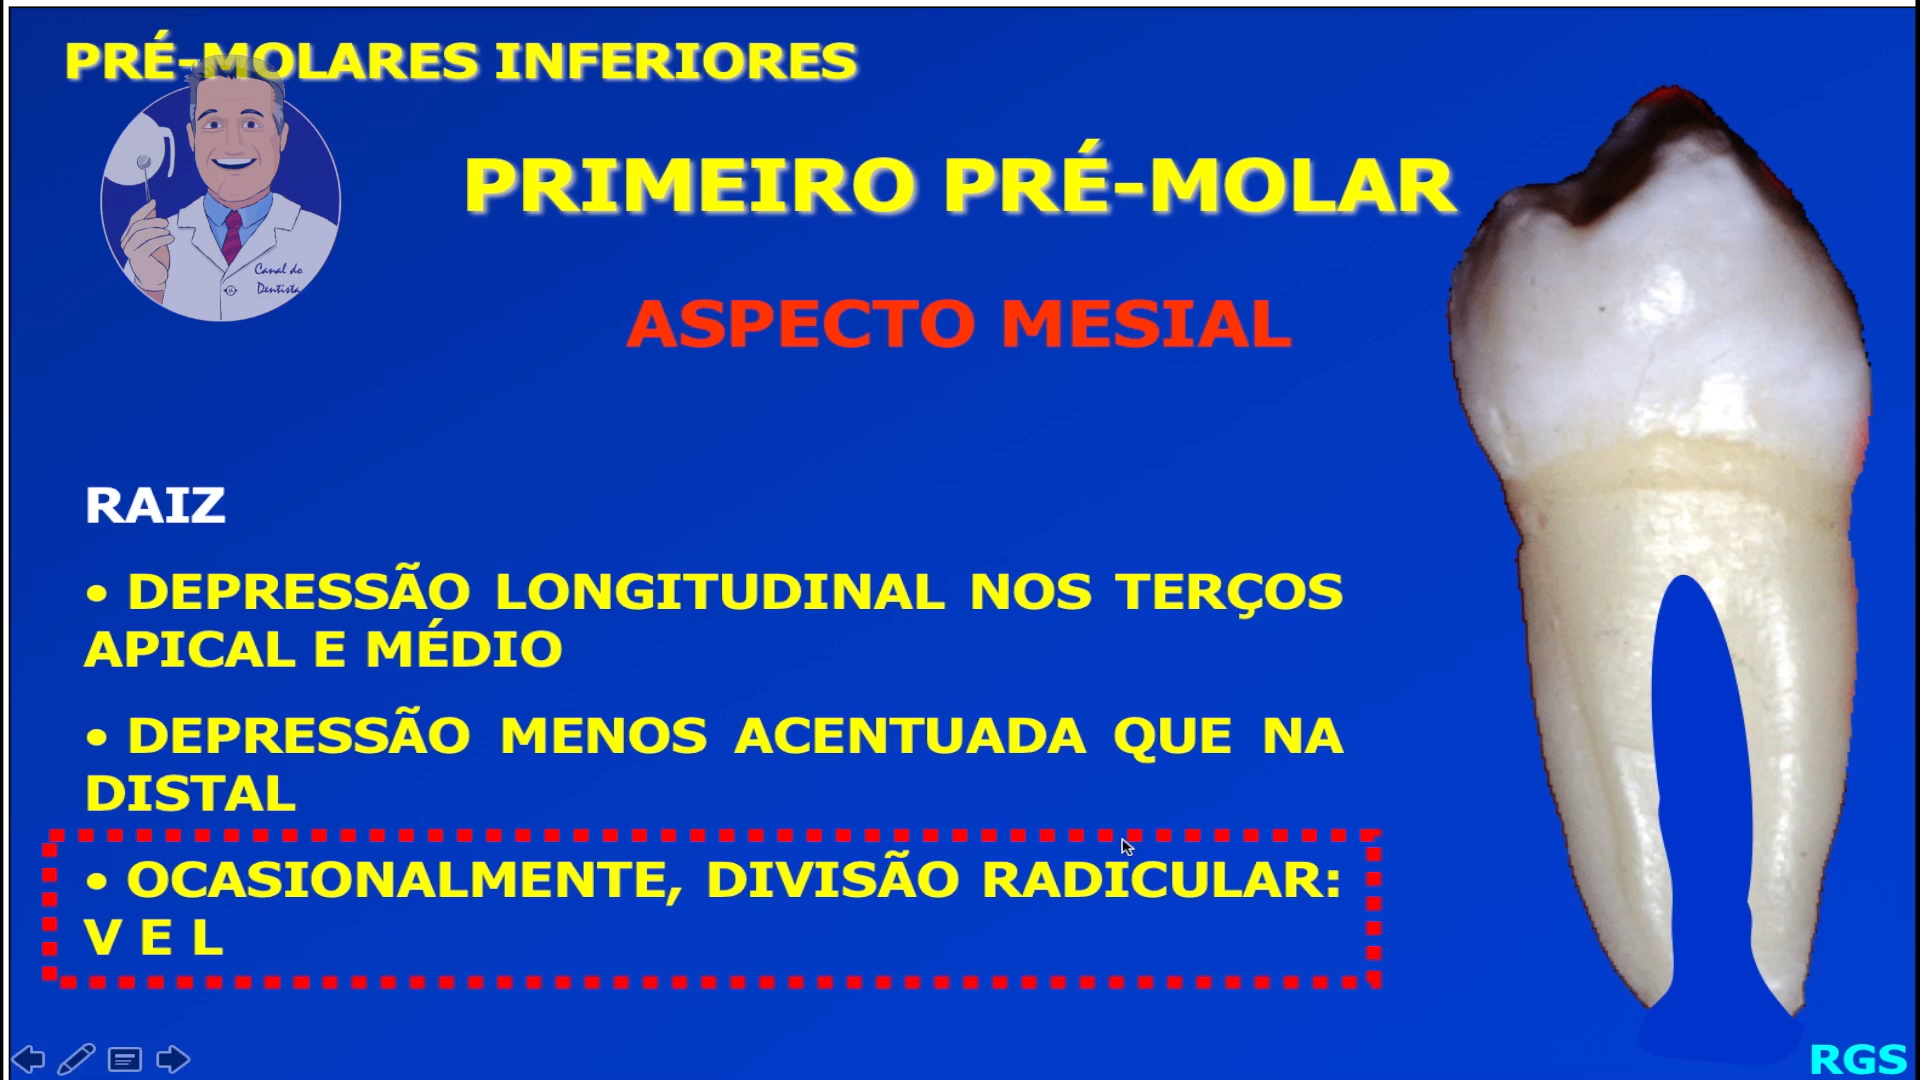 PRÉ-MOLARES INFERIORES
PRIMEIRO PRÉ-MOLAR
Canal do
Dentista
ASPECTO MESIAL
RAIZ
• DEPRESSÃO LONGITUDINAL NOS TERÇOS
APICAL E MÉDIO
• DEPRESSÃO MENOS ACENTUADA QUE NA
DISTAL
• OCASIONALMENTE, DIVISÃO RADICULAR:
V E L
RGS